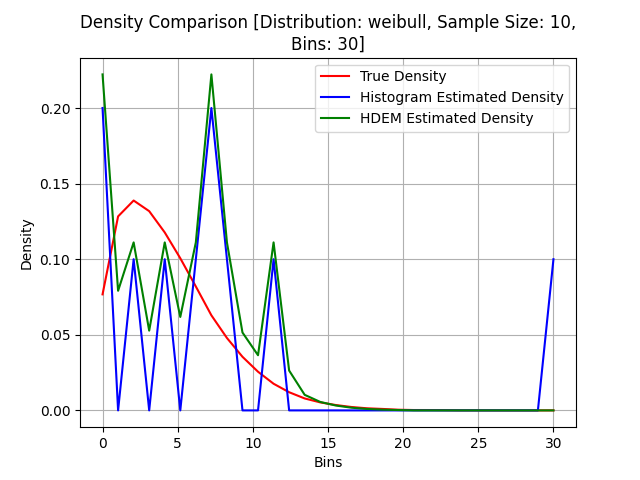 Density Comparison [Distribution: weibull, Sample Size: 10,
Bins: 30]
True Density
Histogram Estimated Density
HDEM Estimated Density
Density
0.20
0.15
0.10
0.05
0.00
0 5 10 15 20 25 30
Bins